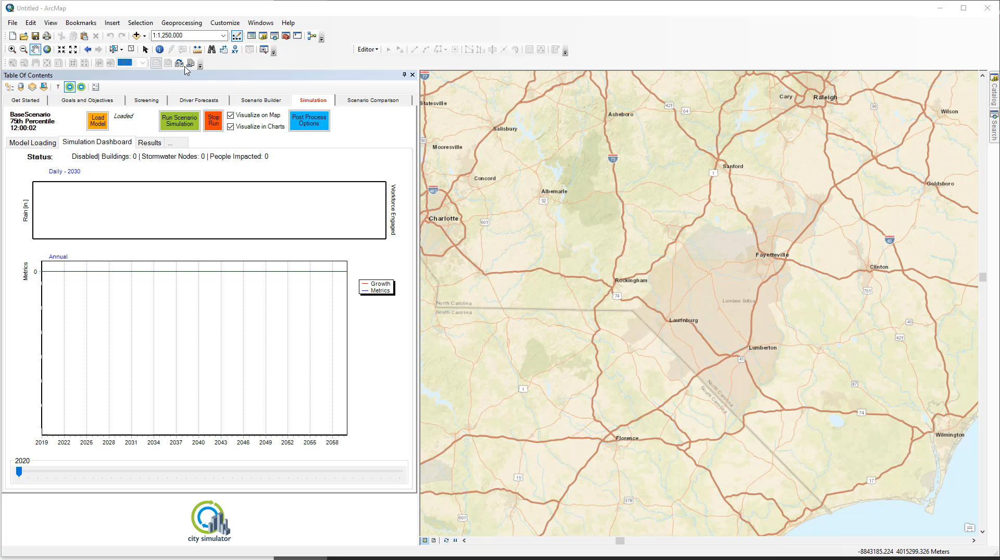 Untitled - ArcMap
File Edit View Bookmarks Insert Selection Geoprocessing Customize Windows Help
1:1,250,000
Editor
Table Of Contents
Get Started Goals and Objectives Screening Driver Forecasts Scenario Builder Simulation Scenario Comparison
BaseScenario
75th Percentile
12:00:02
Load
Model
Loaded
Run Scenario
Simulation
Stop
Run
Visualize on Map
Visualize in Charts
Post Process
Options
Model Loading Simulation Dashboard Results ...
Status: Disabled| Buildings: 0 | Stormwater Nodes: 0 | People Impacted: 0
Daily - 2030
Rain [in.]
Workforce Engaged
Annual
Metrics
0
Growth
Metrics
2019 2022 2025 2028 2031 2034 2037 2040 2043 2046 2049 2052 2055 2058
2020
city simulator
77
Statesville
Asheboro
421
64
Cary
Raleigh
96
Wilson
Salisbury
50
Mooresville
73
Sanford
1
Concord
Goldsboro
485
Albemarle
52
Charlotte
601
40
Fayetteville
Clinton
Rockingham
701
74
Lumbee Sdtsa
North Carolina
South Carolina
Laurinburg
41
421
Lumberton
41
87
1
North Carolina
South Carolina
74
Florence
Wilmington
15
17
378
601
Catalog
Search
-8843185.224 4015299.326 Meters